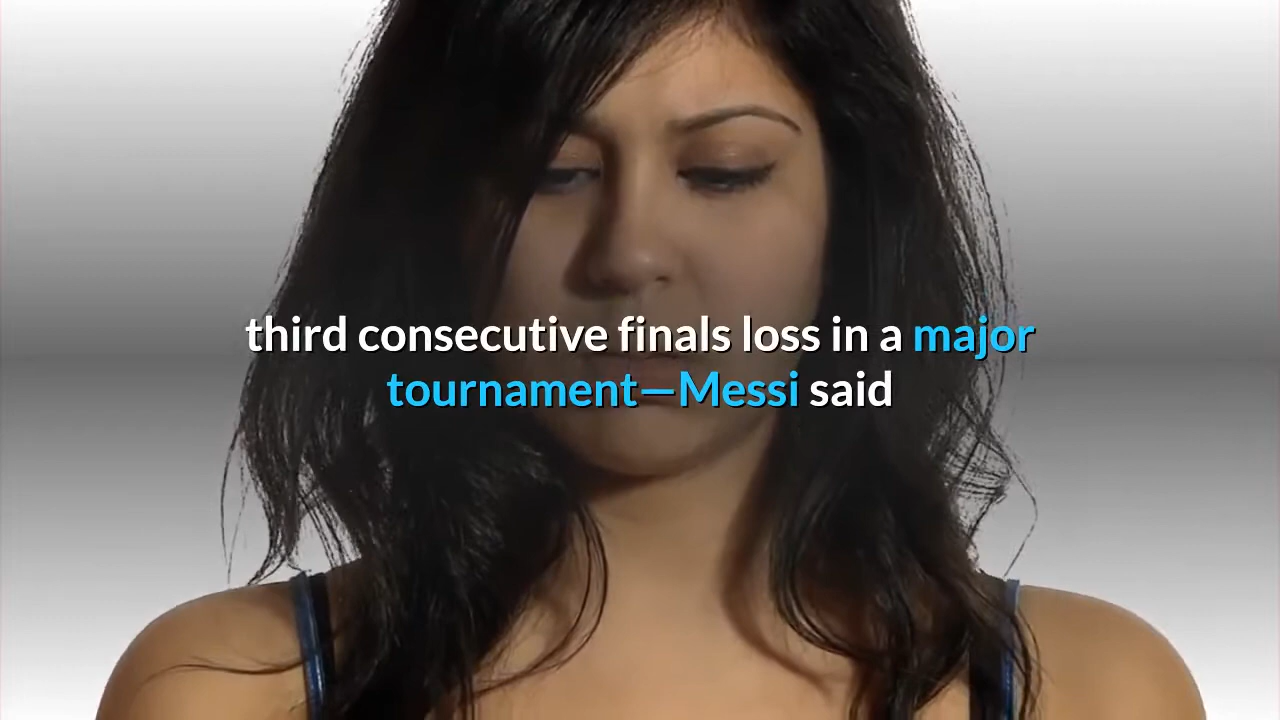 third consecutive finals loss in a major
tournament—Messi said